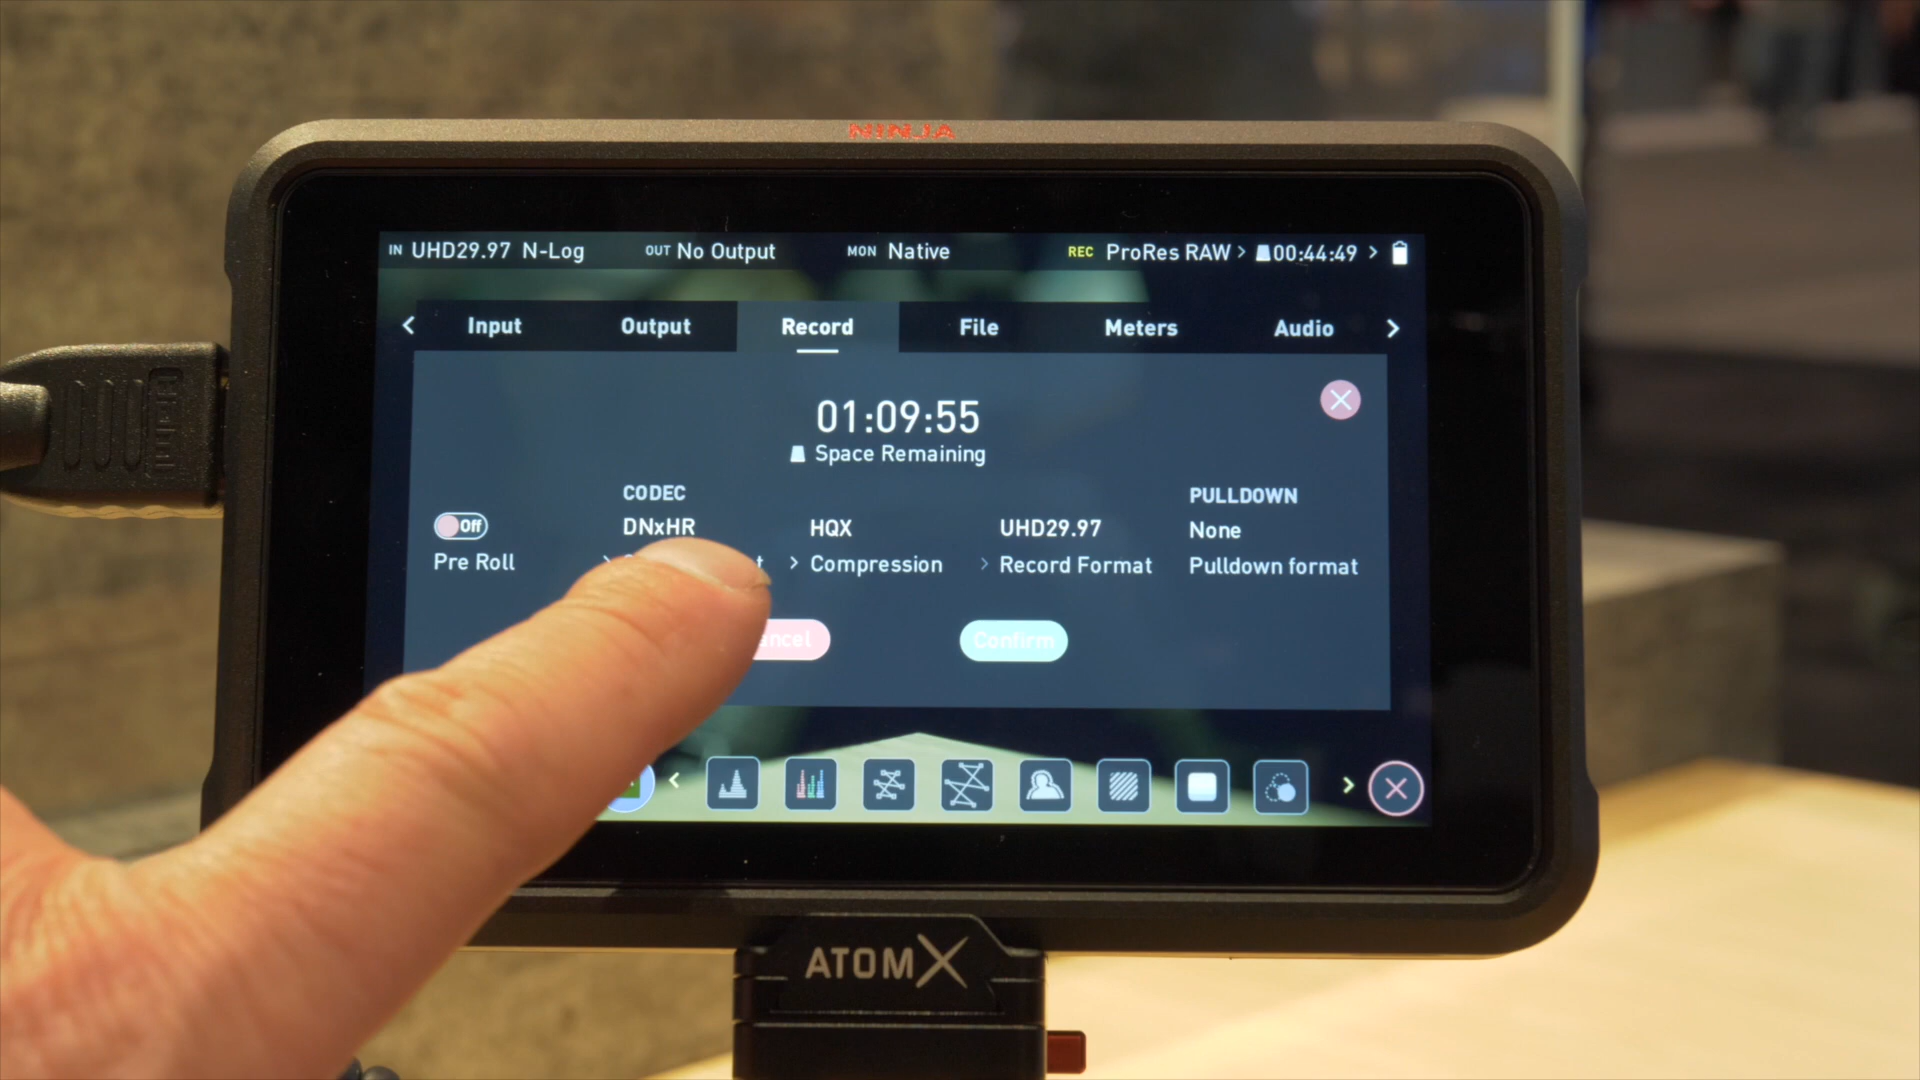 NINJA
IN UHD29.97 N-Log OUT No Output MON Native REC ProRes RAW > 00:44:49 >
< Input Output Record File Meters Audio >
01:09:55
Space Remaining
CODEC PULLDOWN
Off DNxHR HQX UHD29.97 None
Pre Roll > > Compression > Record Format Pulldown format
ancel Confirm
< >
ATOMX